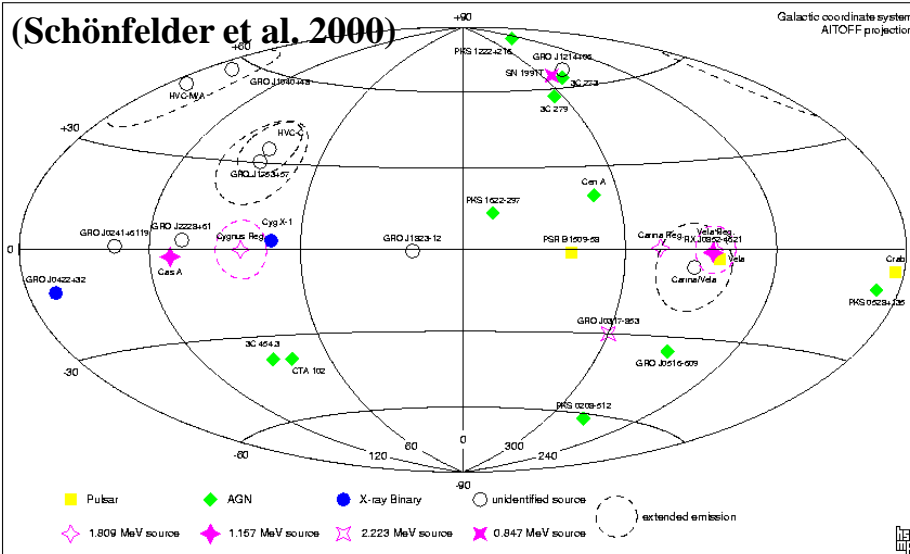 (Schönfelder et al. 2000)
Galactic coordinate system
AITOFF projection
+90
+60
+30
0
-30
-60
-90
PKS 1222+216
GRO J1214+06
SN 1991T
3C 273
3C 279
GRO J1040+48
HVC-M/A
HVC-C
GRO J1753+57
Cen A
PKS 1622-297
GRO J0241+6119
GRO J2228+61
Cygnus Reg.
Cyg X-1
GRO J1823-12
PSR B1509-58
Carina Reg.
Vela Reg.
RX J0852-4621
Vela
Crab
Cas A
Carina/Vela
GRO J0422+32
PKS 0528+135
GRO J0317-853
3C 454.3
CTA 102
GRO J0516-609
PKS 0208-512
120
60
0
300
240
Pulsar
AGN
X-ray Binary
unidentified source
extended emission
1.809 MeV source
1.157 MeV source
2.223 MeV source
0.847 MeV source